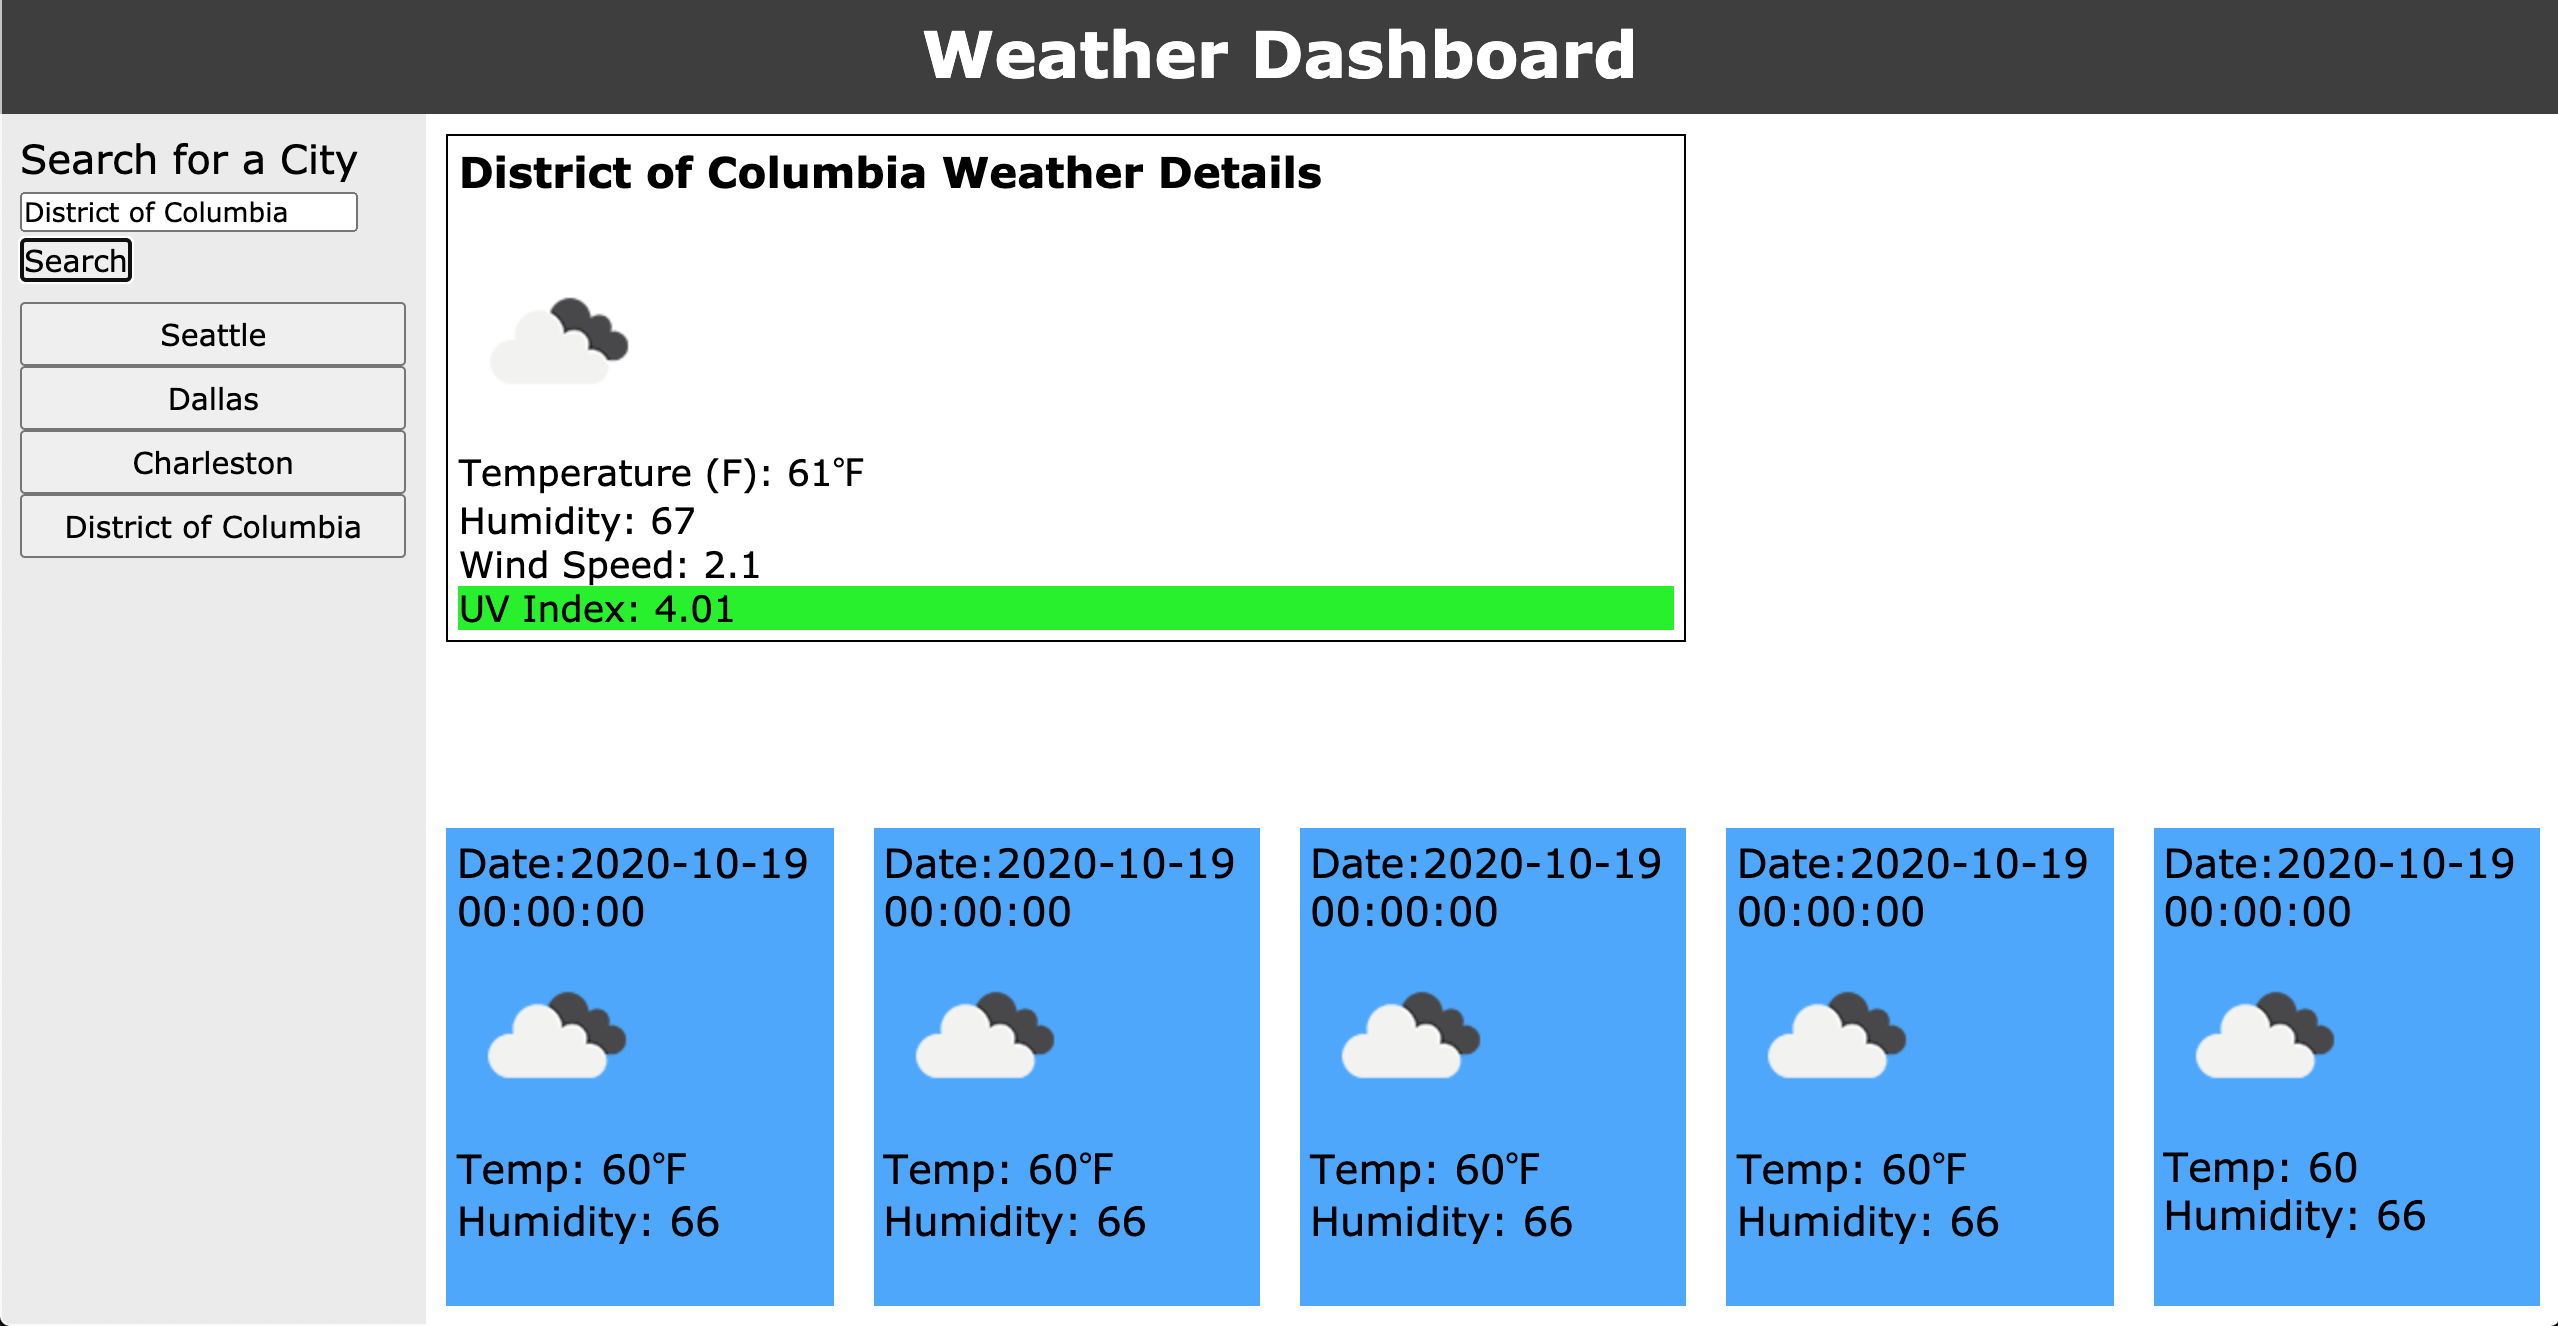 Weather Dashboard
Search for a City
District of Columbia
Search
Seattle
Dallas
Charleston
District of Columbia
District of Columbia Weather Details
Temperature (F): 61°F
Humidity: 67
Wind Speed: 2.1
UV Index: 4.01
Date:2020-10-19
00:00:00
Temp: 60°F
Humidity: 66
Date:2020-10-19
00:00:00
Temp: 60°F
Humidity: 66
Date:2020-10-19
00:00:00
Temp: 60°F
Humidity: 66
Date:2020-10-19
00:00:00
Temp: 60°F
Humidity: 66
Date:2020-10-19
00:00:00
Temp: 60
Humidity: 66